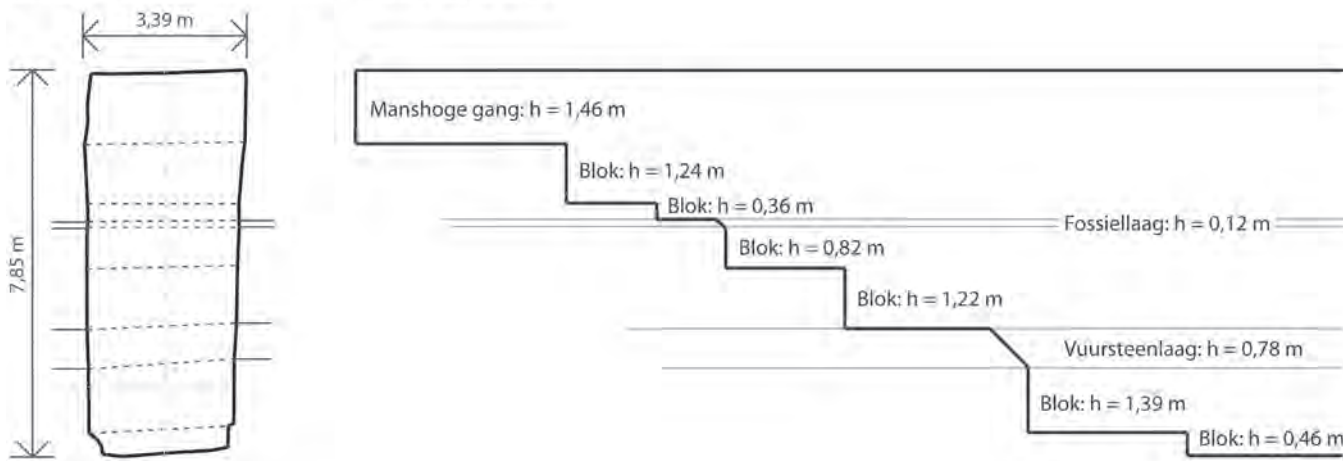 3,39 m
7,85 m
Manshoge gang: h = 1,46 m
Blok: h = 1,24 m
Blok: h = 0,36 m
Fossiellaag: h = 0,12 m
Blok: h = 0,82 m
Blok: h = 1,22 m
Vuursteenlaag: h = 0,78 m
Blok: h = 1,39 m
Blok: h = 0,46 m